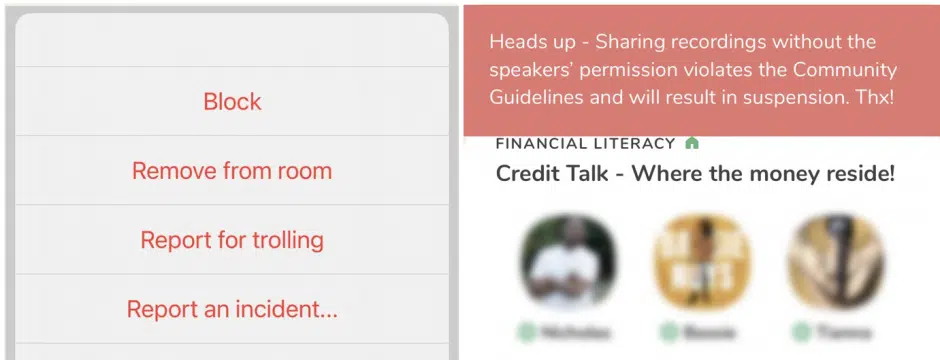 Block
Remove from room
Report for trolling
Report an incident...
Heads up - Sharing recordings without the
speakers' permission violates the Community
Guidelines and will result in suspension. Thx!
FINANCIAL LITERACY
Credit Talk - Where the money reside!